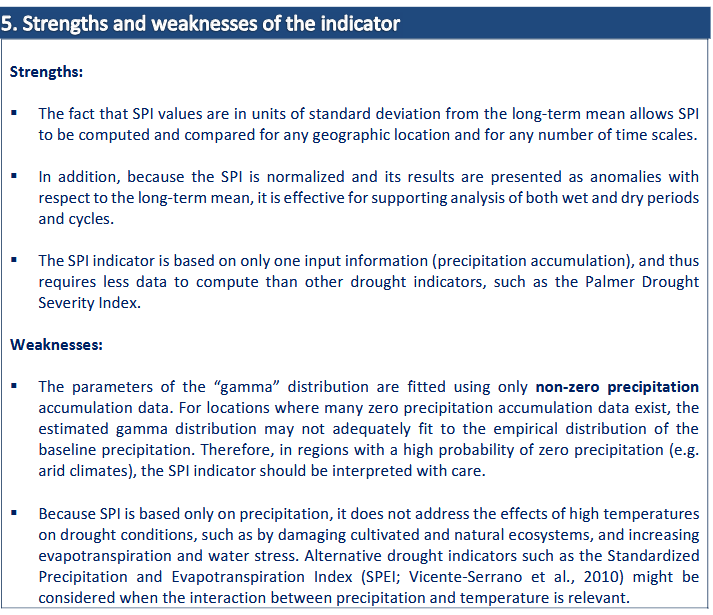 5. Strengths and weaknesses of the indicator
Strengths:
▪ The fact that SPI values are in units of standard deviation from the long-term mean allows SPI
to be computed and compared for any geographic location and for any number of time scales.
▪ In addition, because the SPI is normalized and its results are presented as anomalies with
respect to the long-term mean, it is effective for supporting analysis of both wet and dry periods
and cycles.
▪ The SPI indicator is based on only one input information (precipitation accumulation), and thus
requires less data to compute than other drought indicators, such as the Palmer Drought
Severity Index.
Weaknesses:
▪ The parameters of the “gamma” distribution are fitted using only non-zero precipitation
accumulation data. For locations where many zero precipitation accumulation data exist, the
estimated gamma distribution may not adequately fit to the empirical distribution of the
baseline precipitation. Therefore, in regions with a high probability of zero precipitation (e.g.
arid climates), the SPI indicator should be interpreted with care.
▪ Because SPI is based only on precipitation, it does not address the effects of high temperatures
on drought conditions, such as by damaging cultivated and natural ecosystems, and increasing
evapotranspiration and water stress. Alternative drought indicators such as the Standardized
Precipitation and Evapotranspiration Index (SPEI; Vicente-Serrano et al., 2010) might be
considered when the interaction between precipitation and temperature is relevant.